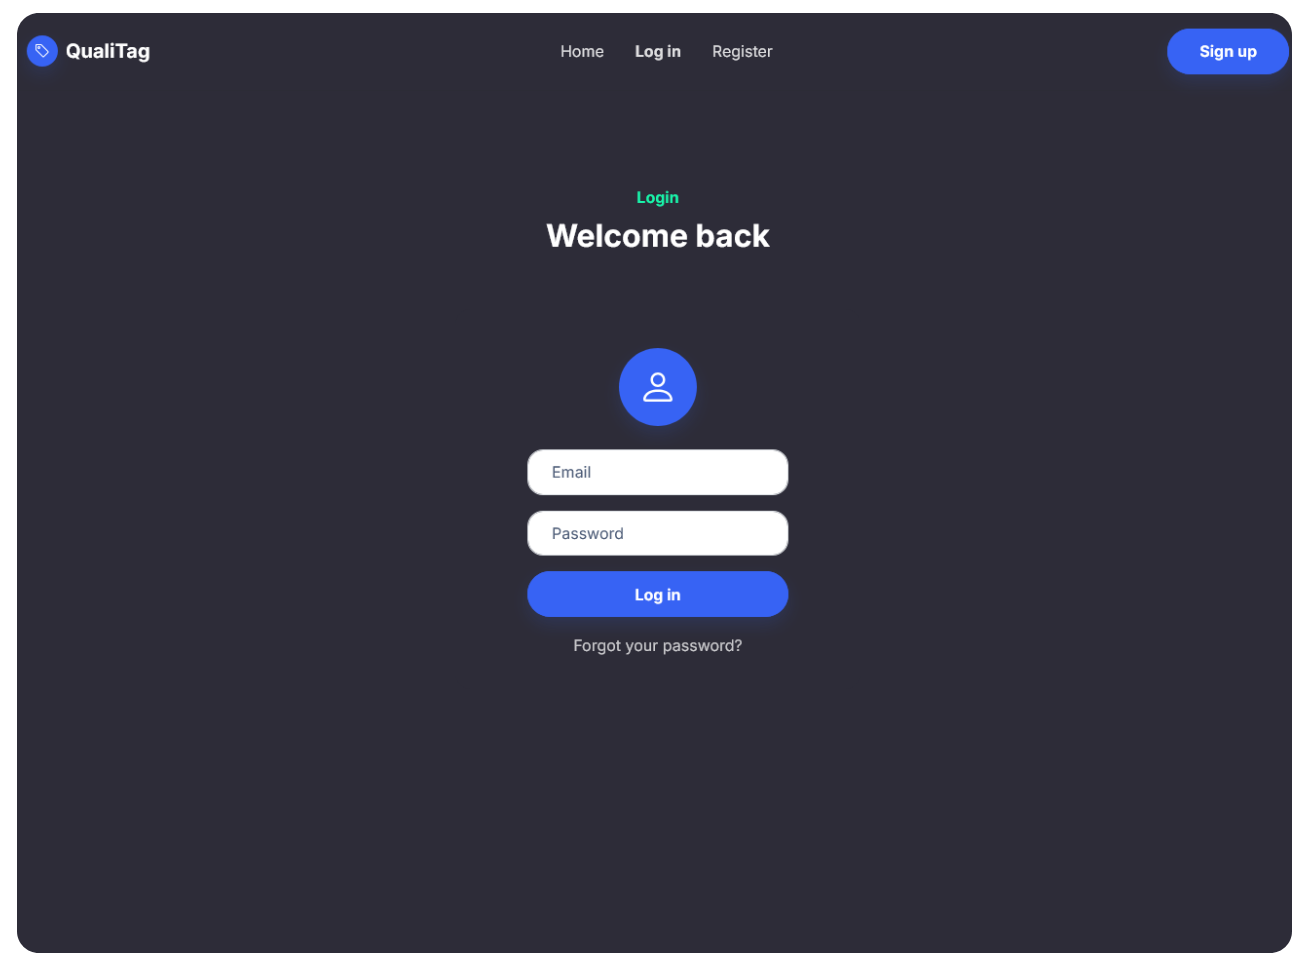 QualiTag
Home Log in Register
Sign up
Login
Welcome back
Email
Password
Log in
Forgot your password?